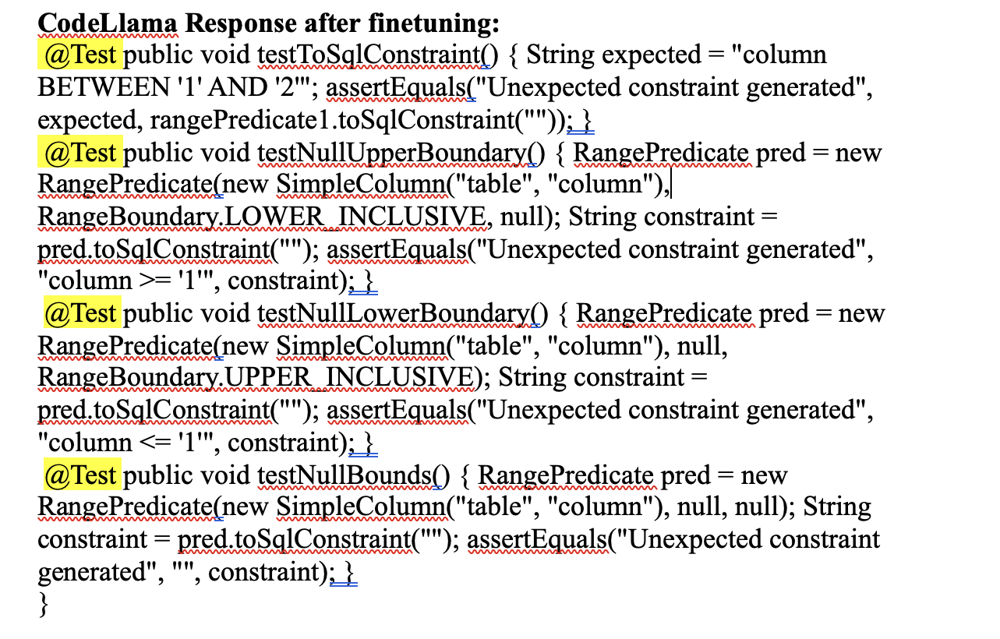 CodeLlama Response after finetuning:
@Test public void testToSqlConstraint() { String expected = "column
BETWEEN '1' AND '2'"; assertEquals("Unexpected constraint generated",
expected, rangePredicate1.toSqlConstraint("")); }
@Test public void testNullUpperBoundary() { RangePredicate pred = new
RangePredicate(new SimpleColumn("table", "column"),
RangeBoundary.LOWER_INCLUSIVE, null); String constraint =
pred.toSqlConstraint(""); assertEquals("Unexpected constraint generated",
"column >= '1'", constraint); }
@Test public void testNullLowerBoundary() { RangePredicate pred = new
RangePredicate(new SimpleColumn("table", "column"), null,
RangeBoundary.UPPER_INCLUSIVE); String constraint =
pred.toSqlConstraint(""); assertEquals("Unexpected constraint generated",
"column <= '1'", constraint); }
@Test public void testNullBounds() { RangePredicate pred = new
RangePredicate(new SimpleColumn("table", "column"), null, null); String
constraint = pred.toSqlConstraint(""); assertEquals("Unexpected constraint
generated", "", constraint); }
}